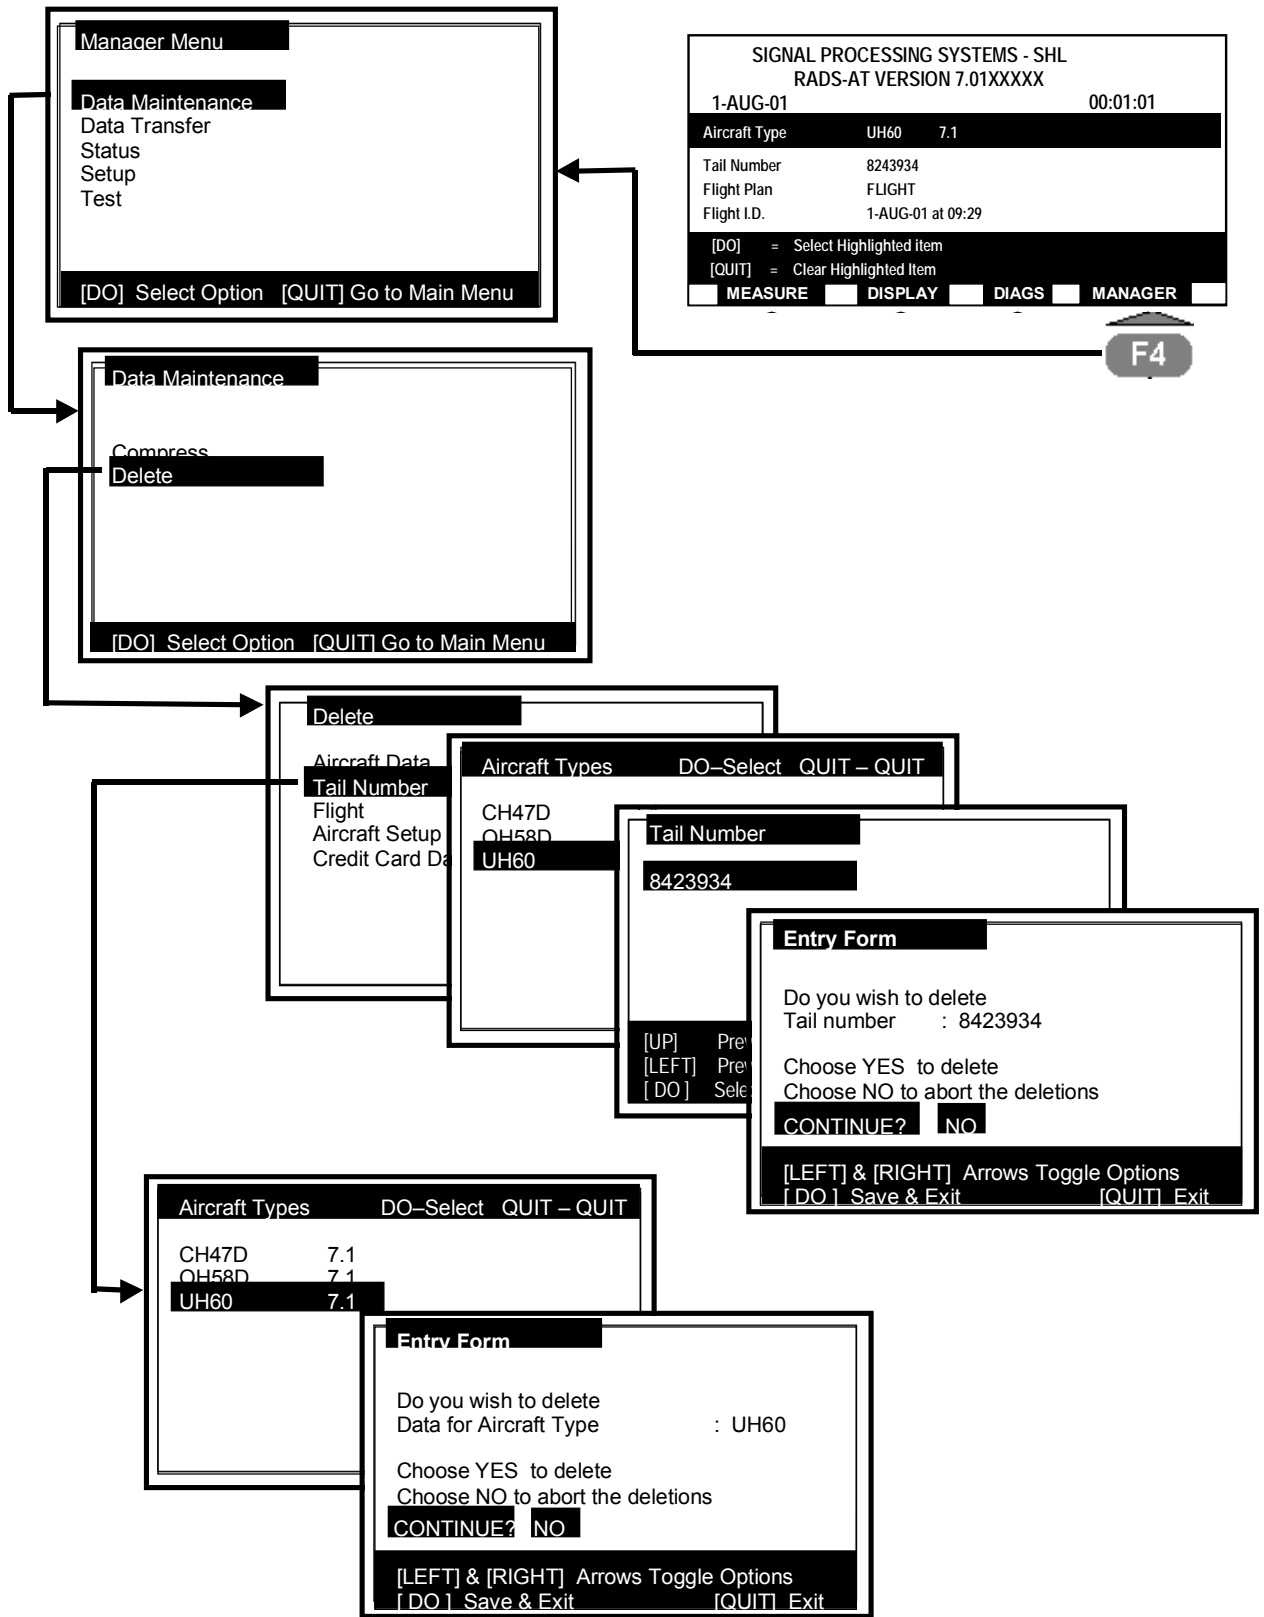 Manager Menu
Data Maintenance
Data Transfer
Status
Setup
Test
[DO] Select Option [QUIT] Go to Main Menu
SIGNAL PROCESSING SYSTEMS - SHL
RADS-AT VERSION 7.01XXXXX
1-AUG-01 00:01:01
Aircraft Type UH60 7.1
Tail Number 8243934
Flight Plan FLIGHT
Flight I.D. 1-AUG-01 at 09:29
[DO] = Select Highlighted item
[QUIT] = Clear Highlighted Item
MEASURE DISPLAY DIAGS MANAGER
F4
Data Maintenance
Compress
Delete
[DO] Select Option [QUIT] Go to Main Menu
Delete
Aircraft Data
Tail Number
Flight
Aircraft Setup
Credit Card Da
Aircraft Types DO–Select QUIT – QUIT
CH47D
OH58D
UH60
Tail Number
8423934
[UP] Prev
[LEFT] Prev
[ DO ] Sele
Entry Form
Do you wish to delete
Tail number : 8423934
Choose YES to delete
Choose NO to abort the deletions
CONTINUE? NO
[LEFT] & [RIGHT] Arrows Toggle Options
[ DO ] Save & Exit [QUIT] Exit
Aircraft Types DO–Select QUIT – QUIT
CH47D 7.1
OH58D 7.1
UH60 7.1
Entry Form
Do you wish to delete
Data for Aircraft Type : UH60
Choose YES to delete
Choose NO to abort the deletions
CONTINUE? NO
[LEFT] & [RIGHT] Arrows Toggle Options
[ DO ] Save & Exit [QUIT] Exit